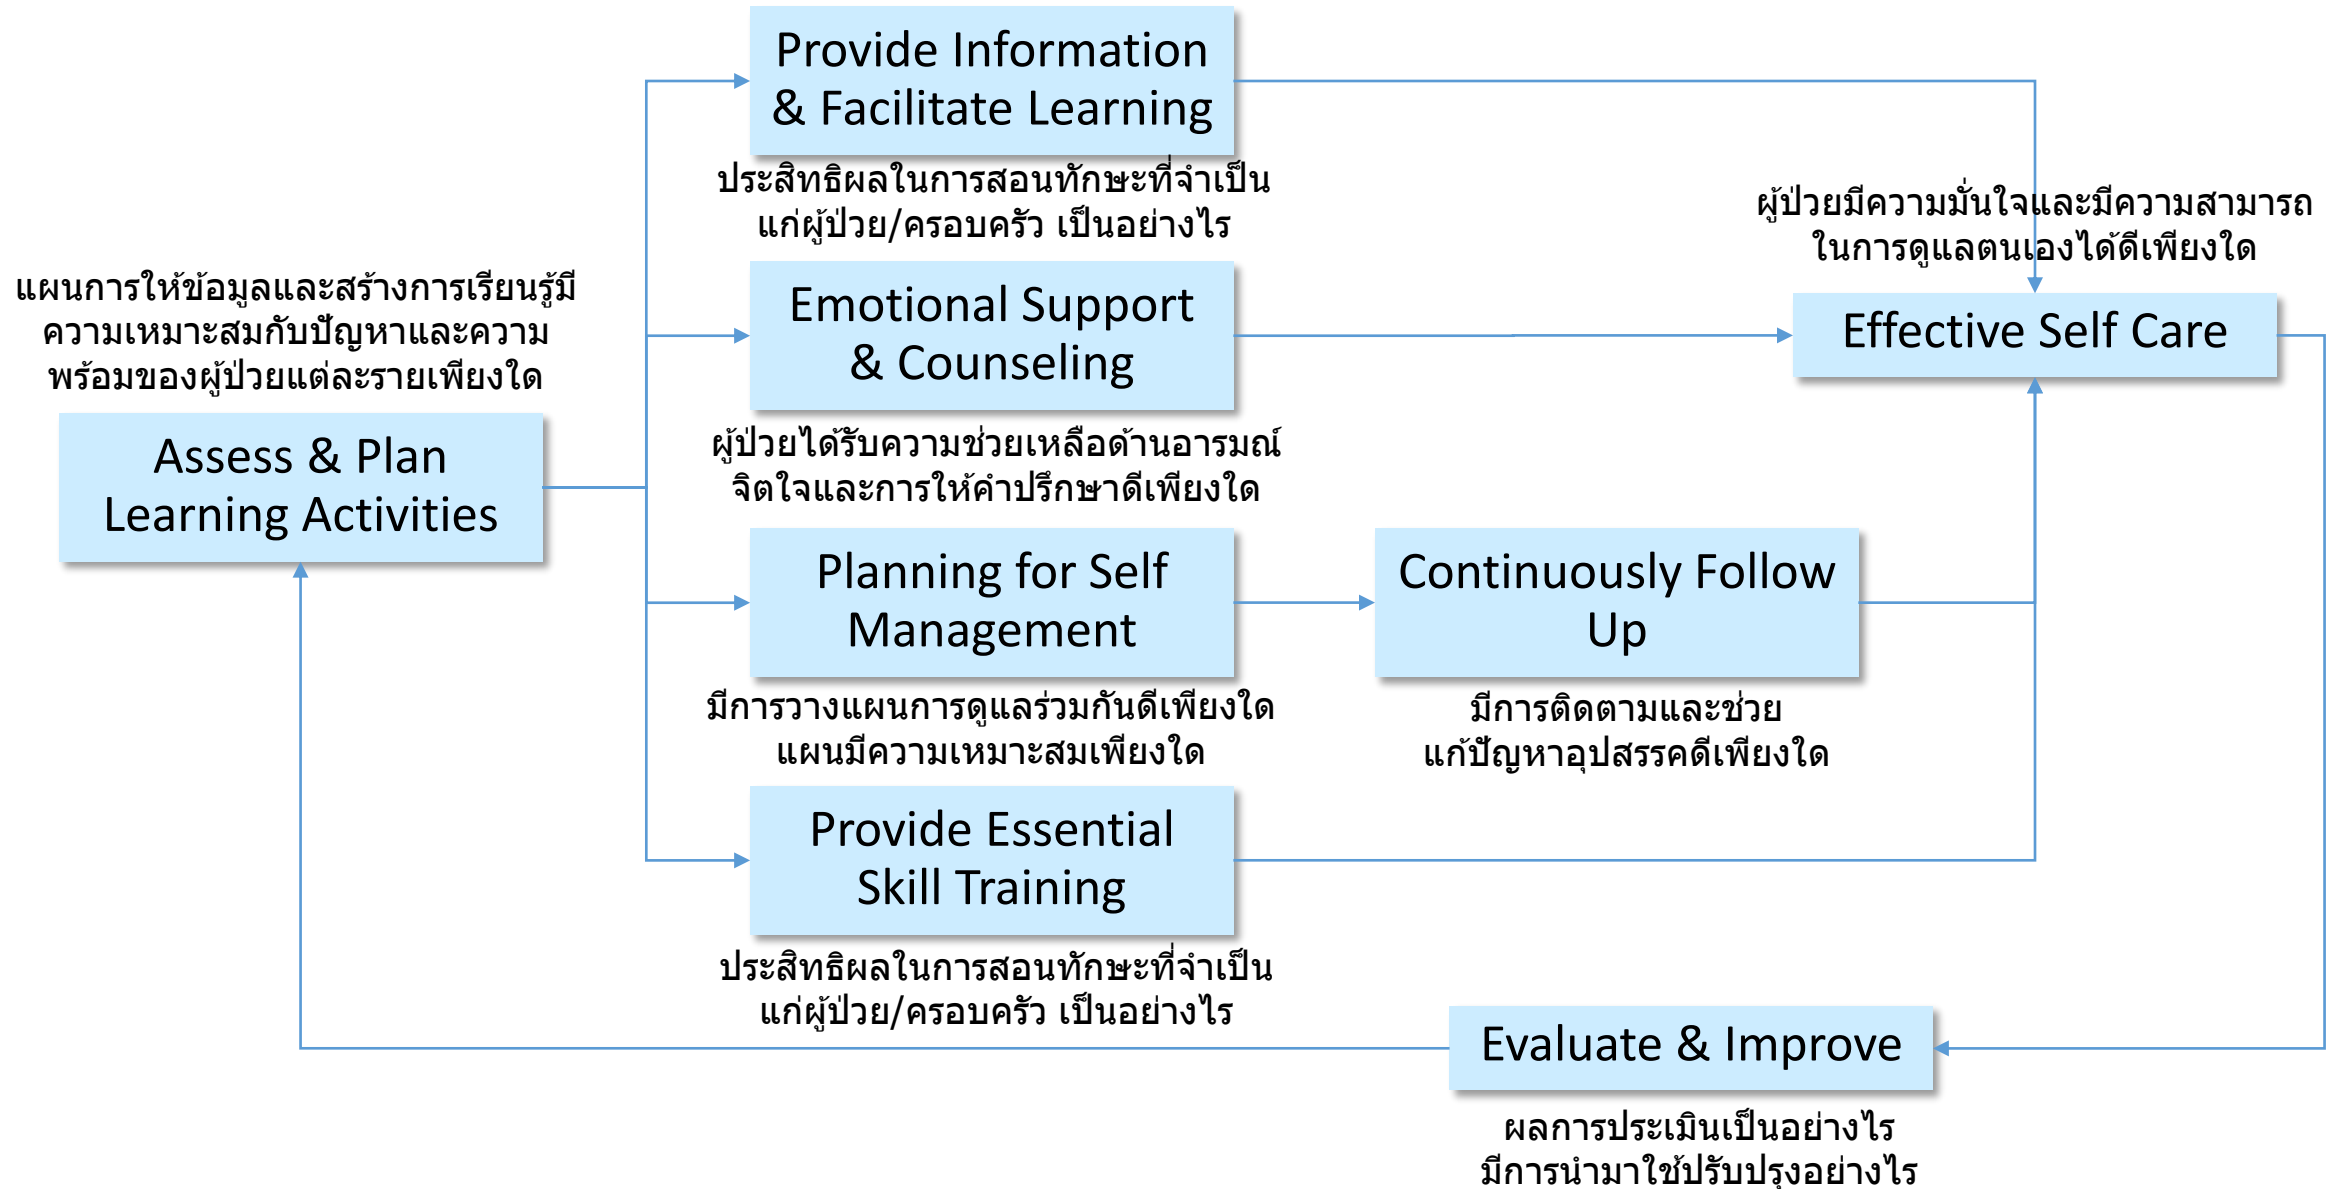 Provide Information
& Facilitate Learning
ประสิทธิผลในการสอนทักษะที่จำเป็น
แก่ผู้ป่วย/ครอบครัว เป็นอย่างไร
ผู้ป่วยมีความมั่นใจและมีความสามารถ
ในการดูแลตนเองได้ดีเพียงใด
แผนการให้ข้อมูลและสร้างการเรียนรู้มี
ความเหมาะสมกับปัญหาและความ
พร้อมของผู้ป่วยแต่ละรายเพียงใด
Emotional Support
& Counseling
Effective Self Care
Assess & Plan
Learning Activities
ผู้ป่วยได้รับความช่วยเหลือด้านอารมณ์
จิตใจและการให้คำปรึกษาดีเพียงใด
Planning for Self
Management
Continuously Follow
Up
มีการวางแผนการดูแลร่วมกันดีเพียงใด
แผนมีความเหมาะสมเพียงใด
มีการติดตามและช่วย
แก้ปัญหาอุปสรรคดีเพียงใด
Provide Essential
Skill Training
ประสิทธิผลในการสอนทักษะที่จำเป็น
แก่ผู้ป่วย/ครอบครัว เป็นอย่างไร
Evaluate & Improve
ผลการประเมินเป็นอย่างไร
มีการนำมาใช้ปรับปรุงอย่างไร